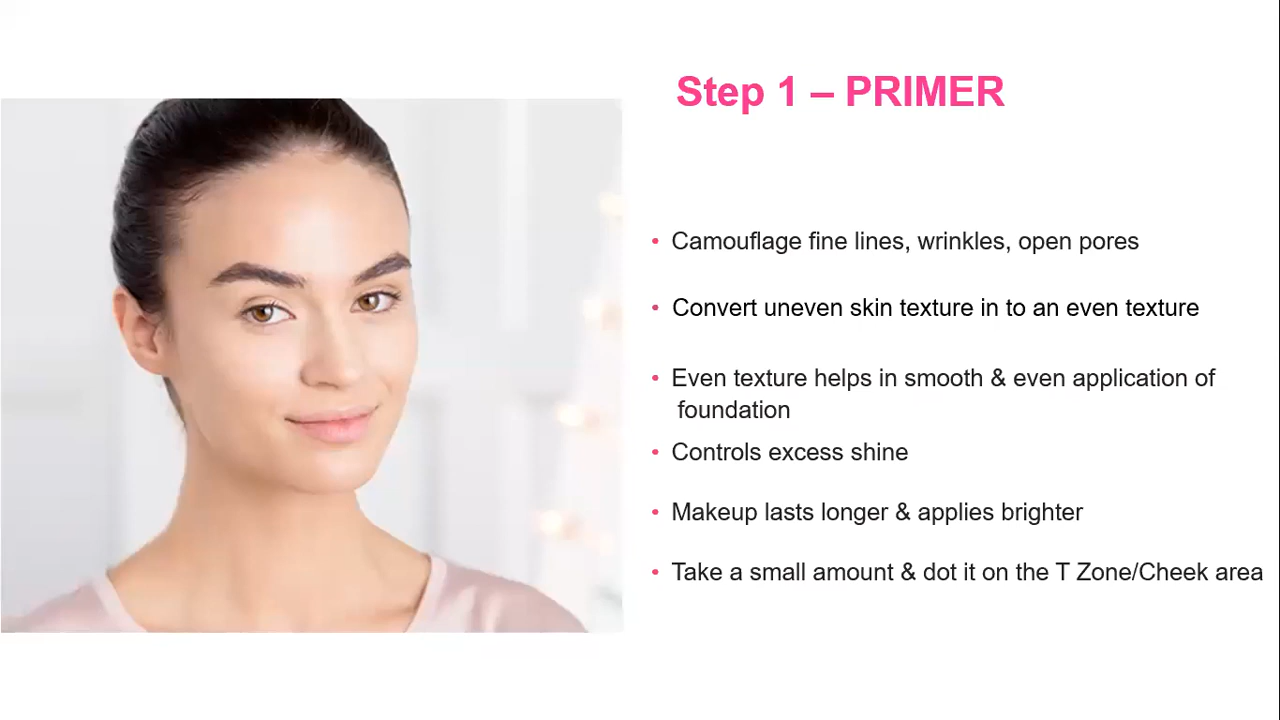 Step 1 – PRIMER
• Camouflage fine lines, wrinkles, open pores
• Convert uneven skin texture in to an even texture
• Even texture helps in smooth & even application of
foundation
• Controls excess shine
• Makeup lasts longer & applies brighter
• Take a small amount & dot it on the T Zone/Cheek area